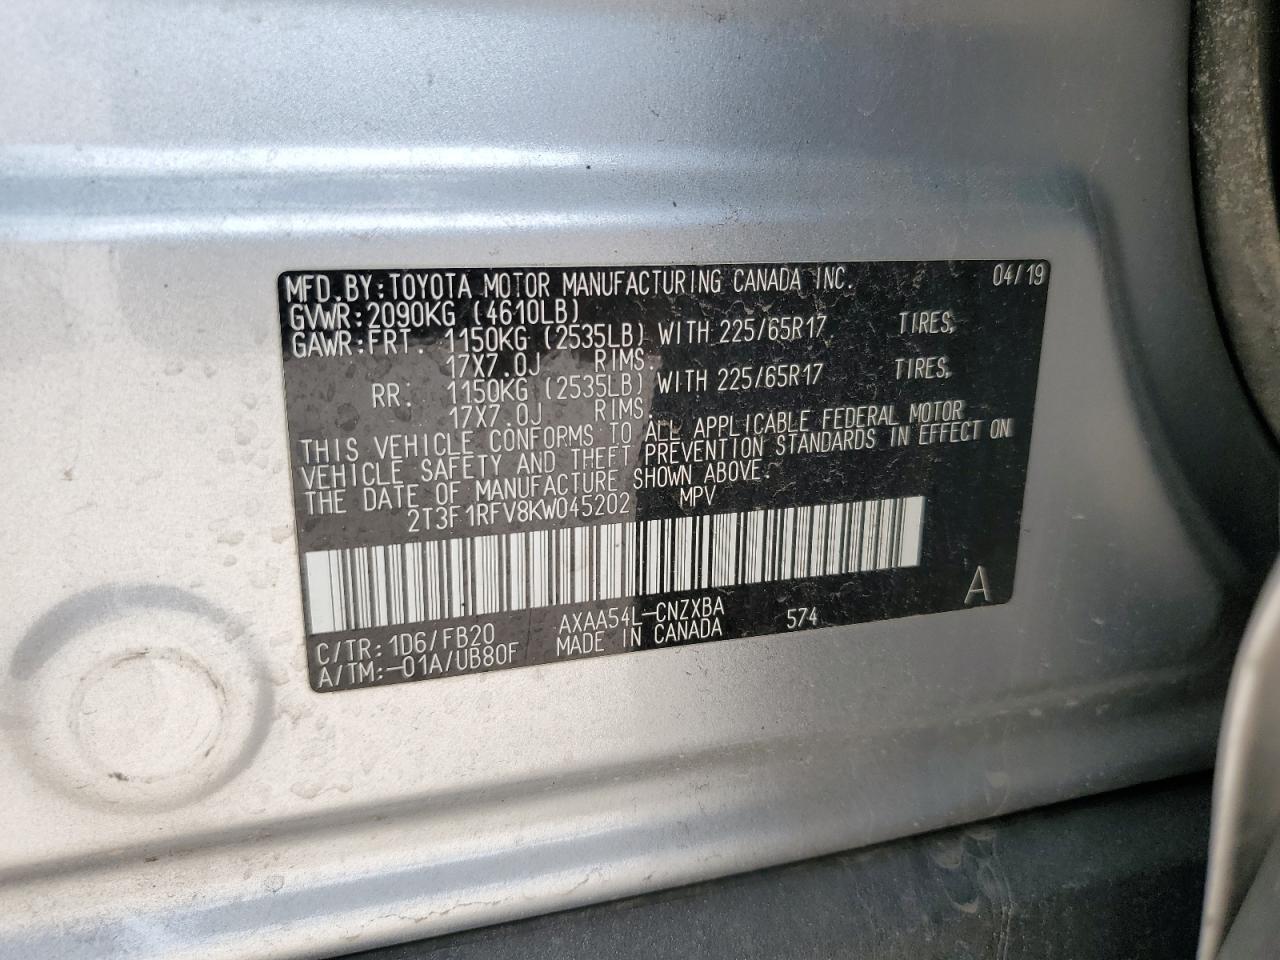 MFD.BY:TOYOTA MOTOR MANUFACTURING CANADA INC. 04/19
GVWR:2090KG (4610LB)
GAWR:FRT. 1150KG (2535LB) WITH 225/65R17 TIRES,
17X7.0J RIMS.
RR: 1150KG (2535LB) WITH 225/65R17 TIRES,
17X7.0J RIMS.
THIS VEHICLE CONFORMS TO ALL APPLICABLE FEDERAL MOTOR
VEHICLE SAFETY AND THEFT PREVENTION STANDARDS IN EFFECT ON
THE DATE OF MANUFACTURE SHOWN ABOVE.
2T3F1RFV8KW045202 MPV
C/TR: 1D6/FB20 AXAA54L-CNZXBA 574 A
A/TM:-01A/UB80F MADE IN CANADA